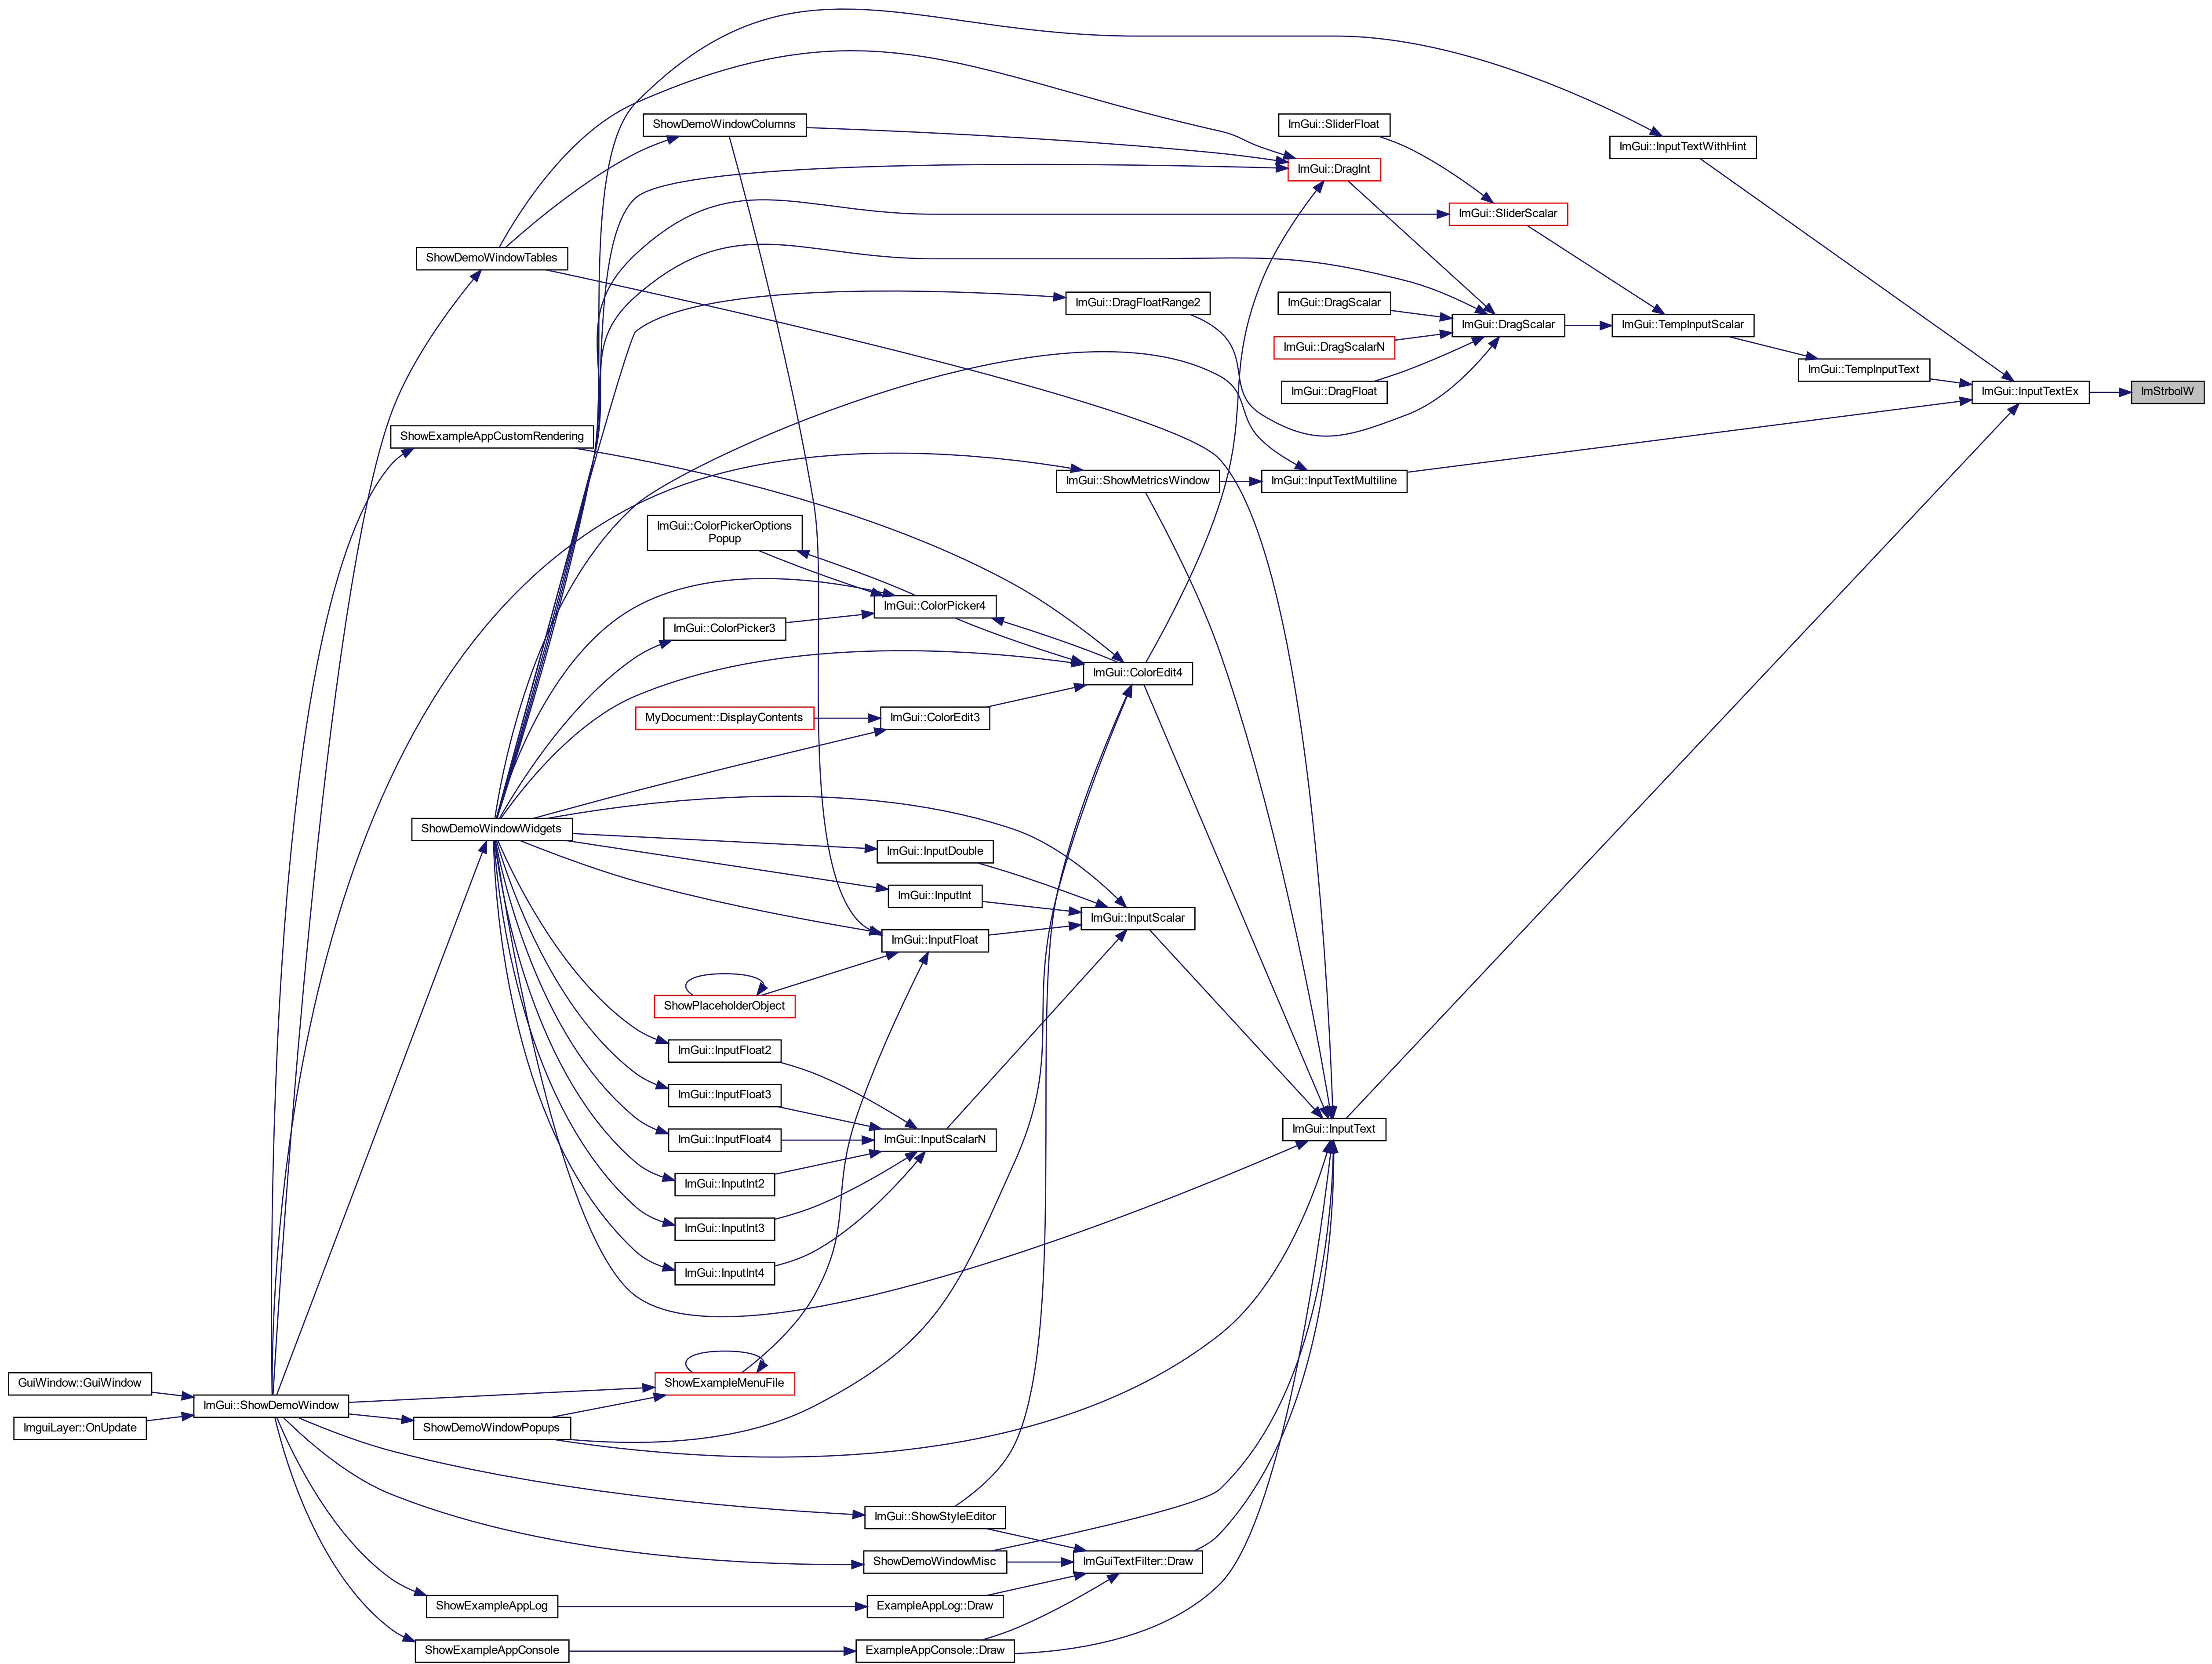 ShowDemoWindowColumns
ImGui::SliderFloat
ImGui::InputTextWithHint
ImGui::DragInt
ImGui::SliderScalar
ShowDemoWindowTables
ImGui::DragFloatRange2
ImGui::DragScalar
ImGui::DragScalar
ImGui::TempInputScalar
ImGui::DragScalarN
ImGui::TempInputText
ImGui::DragFloat
ImGui::InputTextEx
ImStrbolW
ShowExampleAppCustomRendering
ImGui::ShowMetricsWindow
ImGui::InputTextMultiline
ImGui::ColorPickerOptions
Popup
ImGui::ColorPicker4
ImGui::ColorPicker3
ImGui::ColorEdit4
MyDocument::DisplayContents
ImGui::ColorEdit3
ShowDemoWindowWidgets
ImGui::InputDouble
ImGui::InputInt
ImGui::InputScalar
ImGui::InputFloat
ShowPlaceholderObject
ImGui::InputFloat2
ImGui::InputFloat3
ImGui::InputText
ImGui::InputFloat4
ImGui::InputScalarN
ImGui::InputInt2
ImGui::InputInt3
ImGui::InputInt4
GuiWindow::GuiWindow
ShowExampleMenuFile
ImGui::ShowDemoWindow
ImguiLayer::OnUpdate
ShowDemoWindowPopups
ImGui::ShowStyleEditor
ShowDemoWindowMisc
ImGuiTextFilter::Draw
ShowExampleAppLog
ExampleAppLog::Draw
ShowExampleAppConsole
ExampleAppConsole::Draw